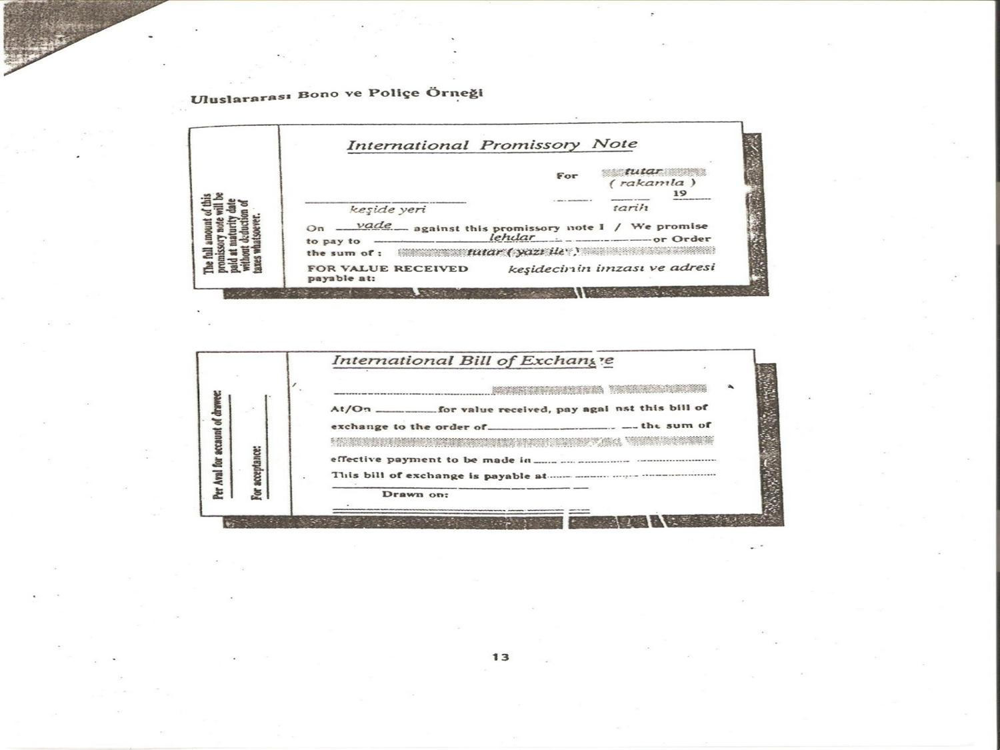 Uluslararası Bono ve Poliçe Örneği
The full amount of this
promissory note will be
paid at maturity date
without deduction of
taxes whatsoever.
International Promissory Note
For tutar
( rakamla )
19
keşide yeri tarih
On vade against this promissory note I / We promise
to pay to lehdar or Order
the sum of : tutar ( yazı ile )
FOR VALUE RECEIVED keşidecinin imzası ve adresi
payable at:
Per Aval for accaunt of drawee:
For acceptance:
International Bill of Exchange
At/On for value received, pay agai nst this bill of
exchange to the order of the sum of
effective payment to be made in
This bill of exchange is payable at
Drawn on:
13